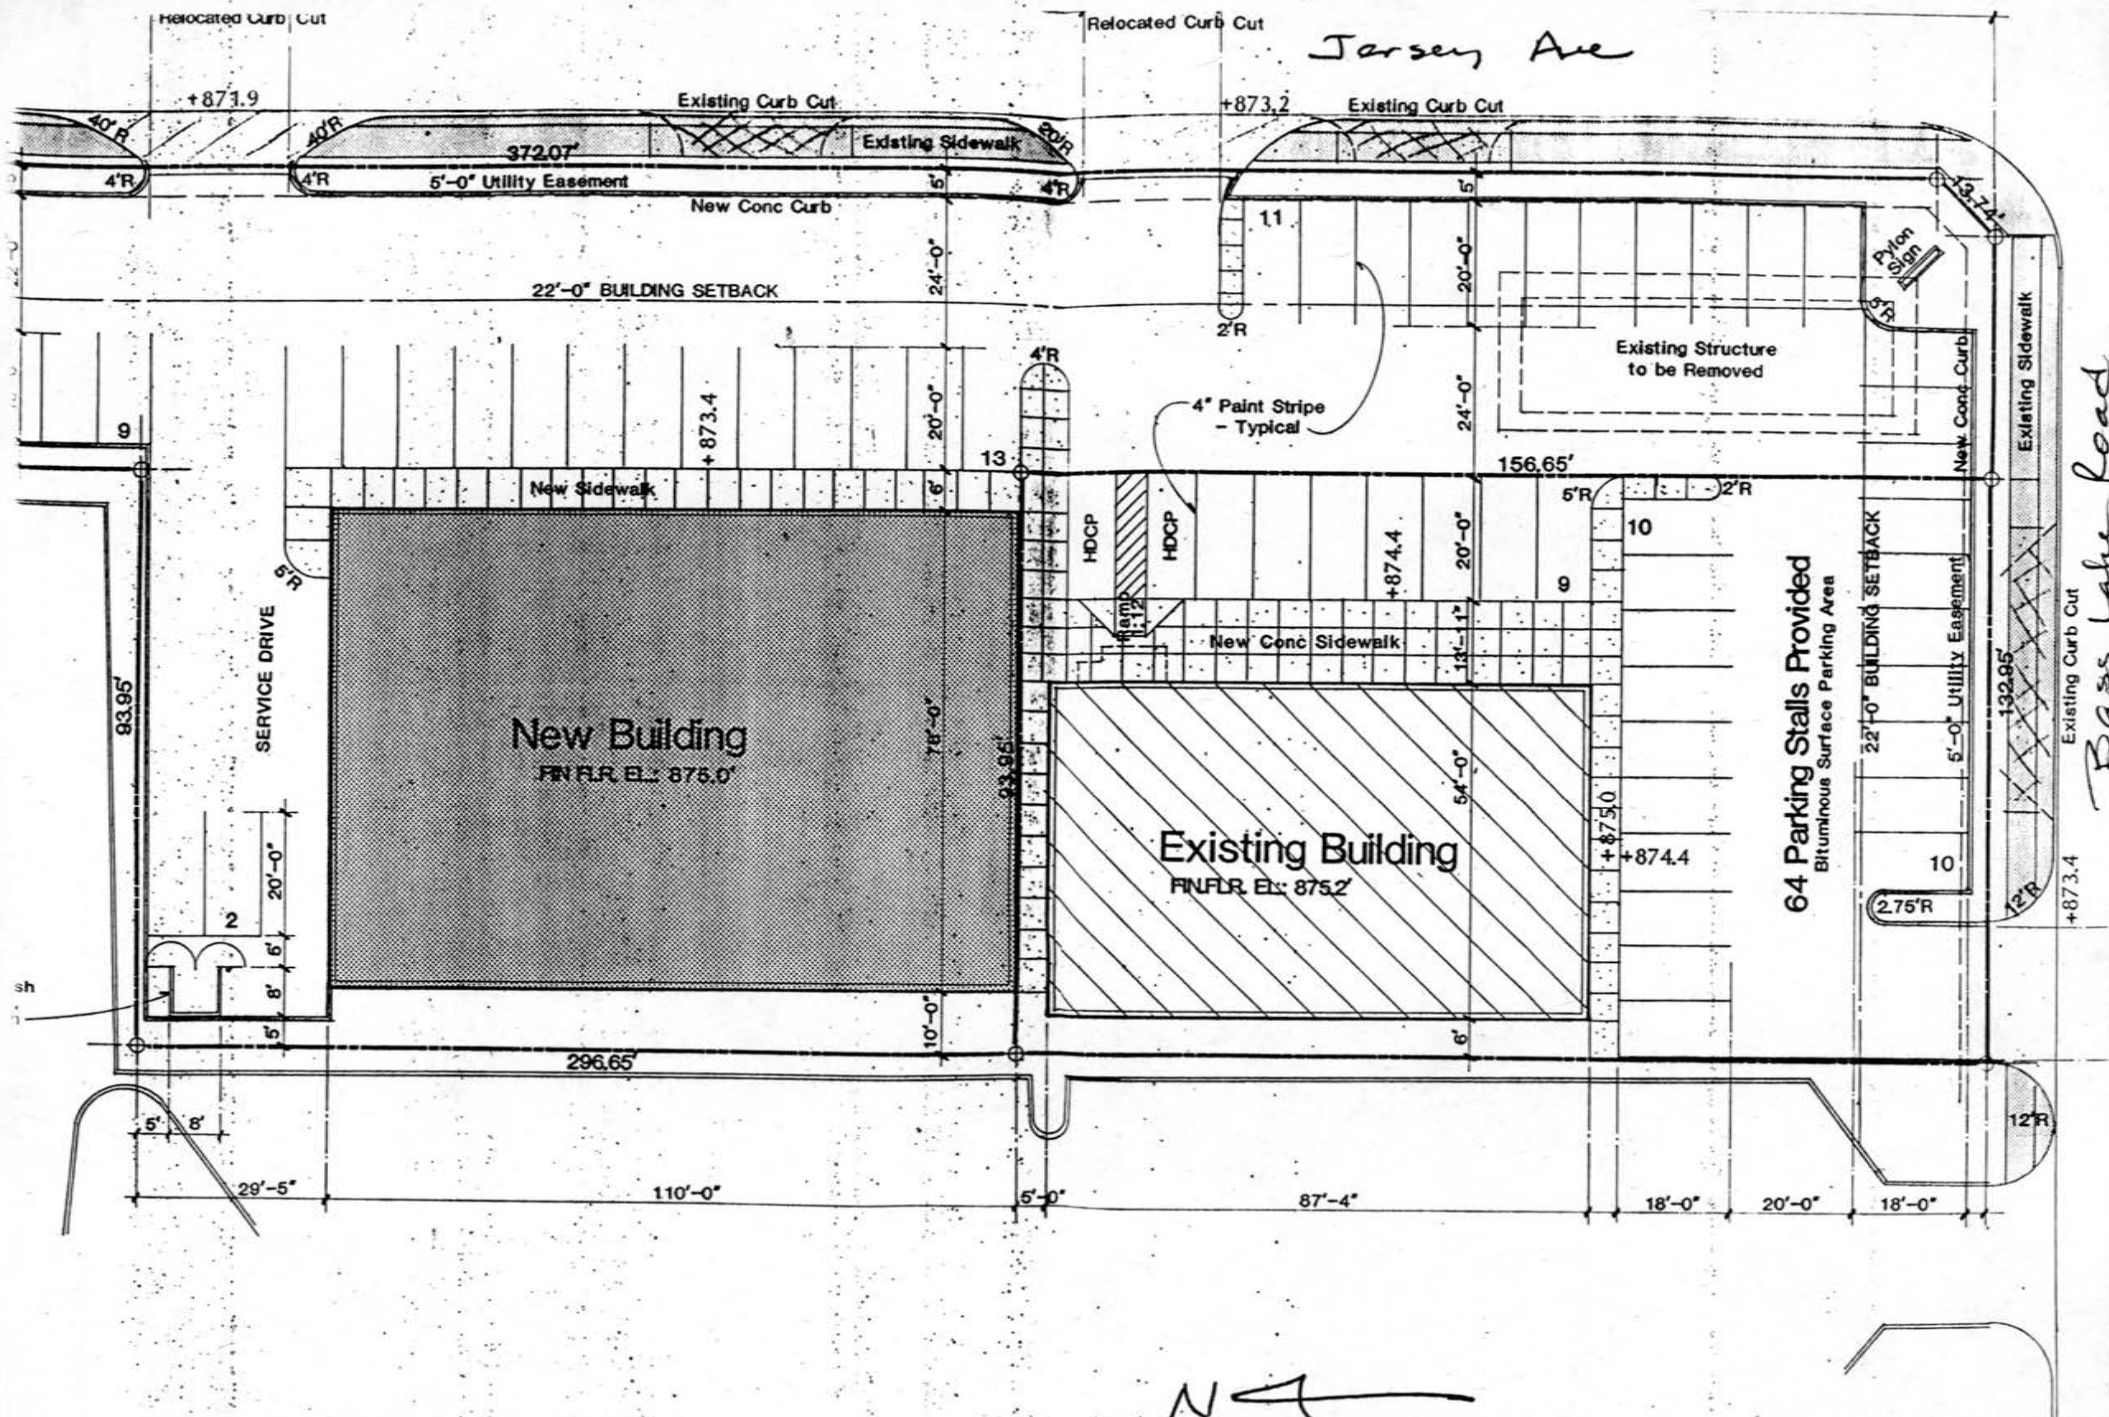 Relocated Curb Cut
Relocated Curb Cut
Jersey Ave
+871.9
Existing Curb Cut
+873.2
Existing Curb Cut
40'R
40'R
372.07'
Existing Sidewalk
20'R
4'R
4'R
5'-0" Utility Easement
5'
4'R
5'
13.74'
New Conc Curb
11
Pylon
Sign
24'-0"
20'-0"
22'-0" BUILDING SETBACK
2'R
5'R
Existing Structure
to be Removed
4'R
4" Paint Stripe
- Typical
24'-0"
New Conc Curb
Existing Sidewalk
Bass Lake Road
9
+873.4
20'-0"
13
156.65'
New Sidewalk
6'
5'R
2'R
HDCP
HDCP
+874.4
20'-0"
10
9
5'R
Ramp
1:12
New Conc Sidewalk
13'-1"
SERVICE DRIVE
93.95'
New Building
FIN FLR. EL.: 875.0'
78'-0"
93.95'
54'-0"
Existing Building
FIN.FLR. EL.: 875.2'
+875.0
+874.4
64 Parking Stalls Provided
Bituminous Surface Parking Area
22'-0" BUILDING SETBACK
5'-0" Utility Easement
132.95'
Existing Curb Cut
+873.4
10
2.75'R
12'R
20'-0"
2
6'
8'
5'
sh
10'-0"
6'
296.65'
12'R
5'
8'
29'-5"
110'-0"
5'-0"
87'-4"
18'-0"
20'-0"
18'-0"
N